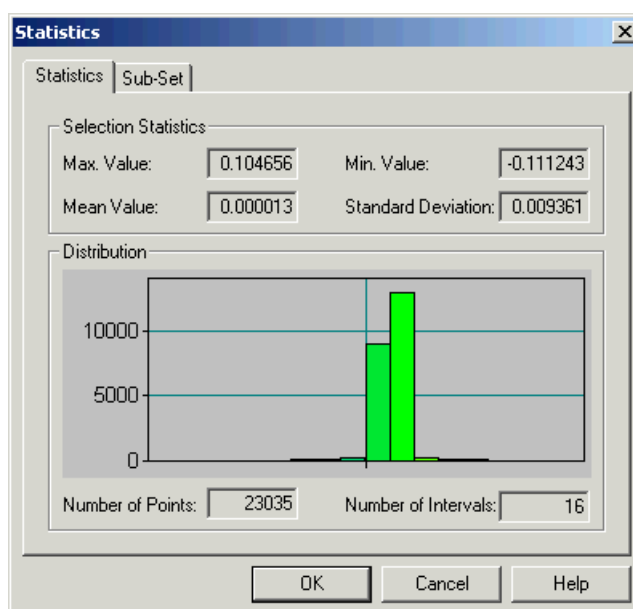 Statistics
Statistics Sub-Set
Selection Statistics
Max. Value: 0.104656 Min. Value: -0.111243
Mean Value: 0.000013 Standard Deviation: 0.009361
Distribution
10000
5000
0
Number of Points: 23035 Number of Intervals: 16
OK Cancel Help